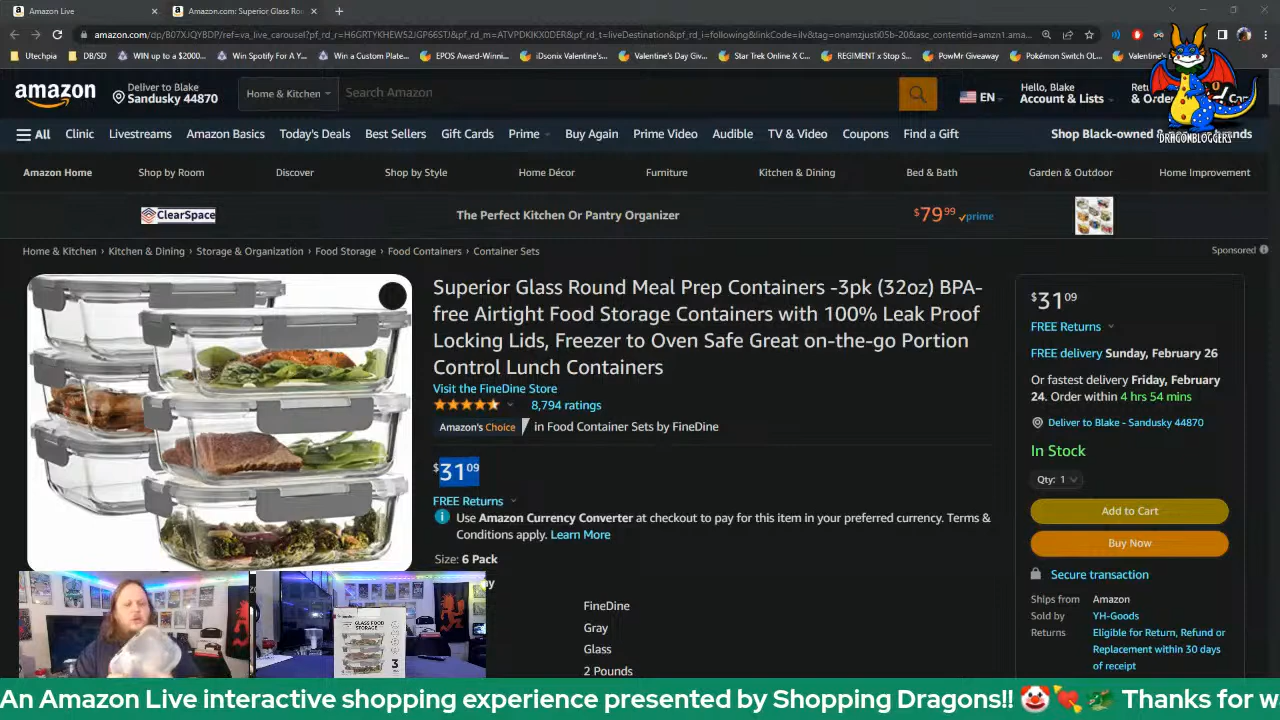 Amazon Live
Amazon.com: Superior Glass Rou
amazon.com/dp/B07XJQYBDP/ref=va_live_carousel?pf_rd_r=H6GRTYKHEWS2JGP66STJ&pf_rd_m=ATVPDKIKX0DER&pf_rd_t=liveDestination&pf_rd_i=following&linkCode=ilv&tag=onamzjusti05b-20&asc_contentid=amzn1.ama...
Utechpia
DB/SD
WIN up to a $2000...
Win Spotify For A Y...
Win a Custom Plate...
EPOS Award-Winni...
iDsonix Valentine's...
Valentine's Day Giv...
Star Trek Online X C...
REGIMENT x Stop S...
PowMr Giveaway
Pokémon Switch OL...
amazon
Deliver to Blake
Sandusky 44870
Home & Kitchen
Search Amazon
EN
Hello, Blake
Account & Lists
& Orde
DRAGONBLOGGERS
All
Clinic
Livestreams
Amazon Basics
Today's Deals
Best Sellers
Gift Cards
Prime
Buy Again
Prime Video
Audible
TV & Video
Coupons
Find a Gift
Shop Black-owned
Amazon Home
Shop by Room
Discover
Shop by Style
Home Décor
Furniture
Kitchen & Dining
Bed & Bath
Garden & Outdoor
Home Improvement
ClearSpace
The Perfect Kitchen Or Pantry Organizer
$79 99 prime
Home & Kitchen › Kitchen & Dining › Storage & Organization › Food Storage › Food Containers › Container Sets
Sponsored
Superior Glass Round Meal Prep Containers -3pk (32oz) BPA-
free Airtight Food Storage Containers with 100% Leak Proof
Locking Lids, Freezer to Oven Safe Great on-the-go Portion
Control Lunch Containers
Visit the FineDine Store
8,794 ratings
Amazon's Choice in Food Container Sets by FineDine
$31 09
FREE Returns
Use Amazon Currency Converter at checkout to pay for this item in your preferred currency. Terms &
Conditions apply. Learn More
Size: 6 Pack
FineDine
Gray
Glass
2 Pounds
$31 09
FREE Returns
FREE delivery Sunday, February 26
Or fastest delivery Friday, February
24. Order within 4 hrs 54 mins
Deliver to Blake - Sandusky 44870
In Stock
Qty: 1
Add to Cart
Buy Now
Secure transaction
Ships from Amazon
Sold by YH-Goods
Returns Eligible for Return, Refund or
Replacement within 30 days
of receipt
GLASS FOOD
STORAGE
3
An Amazon Live interactive shopping experience presented by Shopping Dragons!! 🤡💘🐲 Thanks for w